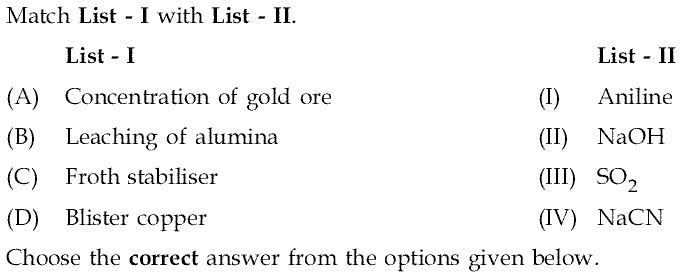 Match List - I with List - II.
List - I List - II
(A) Concentration of gold ore (I) Aniline
(B) Leaching of alumina (II) NaOH
(C) Froth stabiliser (III) SO₂
(D) Blister copper (IV) NaCN
Choose the correct answer from the options given below.